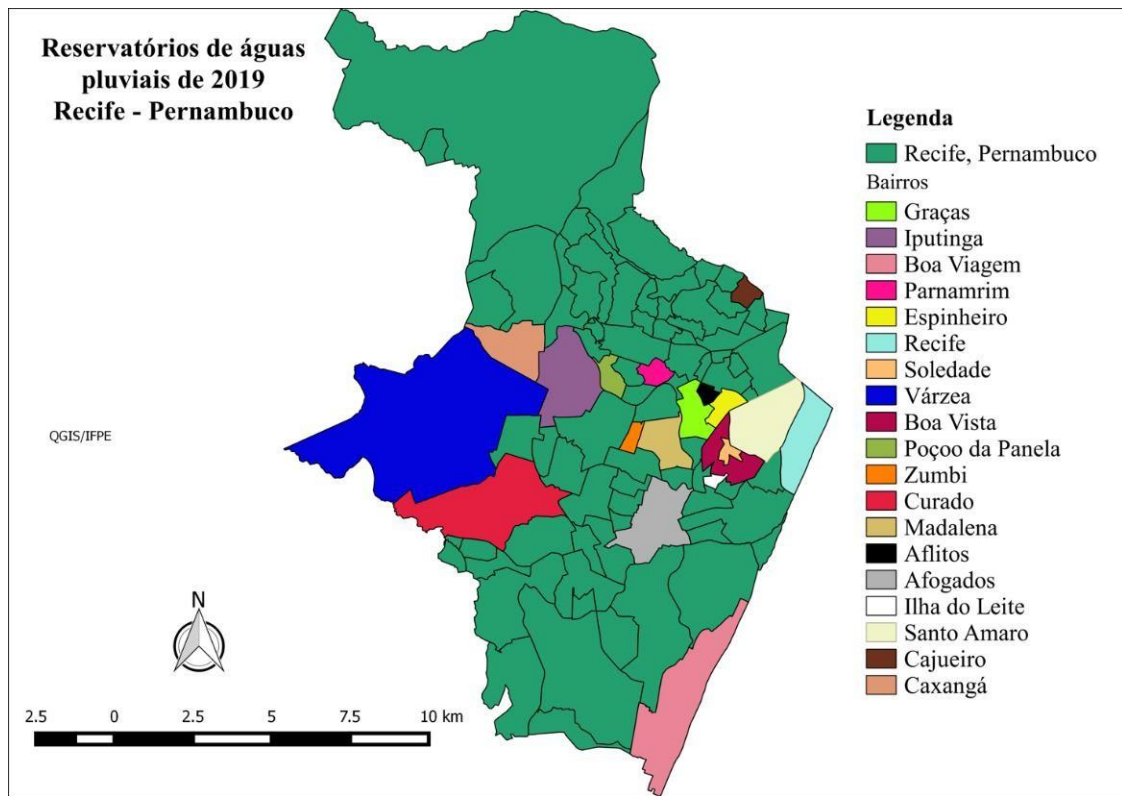 Reservatórios de águas
pluviais de 2019
Recife - Pernambuco
Legenda
Recife, Pernambuco
Bairros
Graças
Iputinga
Boa Viagem
Parnamrim
Espinheiro
Recife
Soledade
Várzea
Boa Vista
Poçoo da Panela
Zumbi
Curado
Madalena
Aflitos
Afogados
Ilha do Leite
Santo Amaro
Cajueiro
Caxangá
QGIS/IFPE
N
2.5 0 2.5 5 7.5 10 km